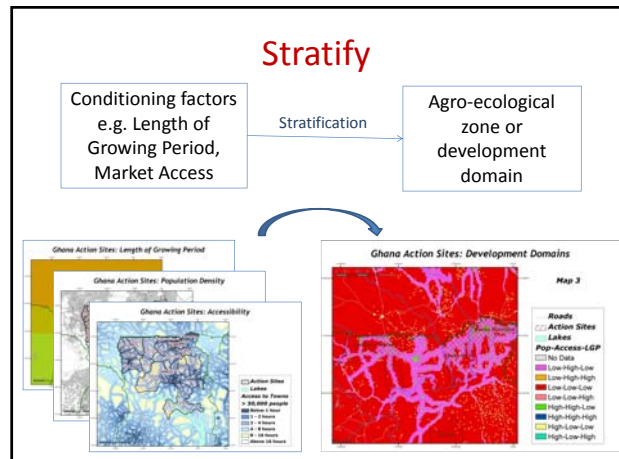 Stratify
Conditioning factors
e.g. Length of
Growing Period,
Market Access
Stratification
Agro-ecological
zone or
development
domain
Ghana Action Sites: Length of Growing Period
Ghana Action Sites: Population Density
Ghana Action Sites: Accessibility
Action Sites
Lakes
Access to Towns
> 50,000 people
Below 1 hour
1 - 2 hours
2 - 4 hours
4 - 8 hours
8 - 16 hours
Above 16 hours
Ghana Action Sites: Development Domains
Map 3
Roads
Action Sites
Lakes
Pop-Access-LGP
No Data
Low-High-Low
Low-High-High
Low-Low-Low
Low-Low-High
High-High-Low
High-High-High
High-Low-Low
High-Low-High